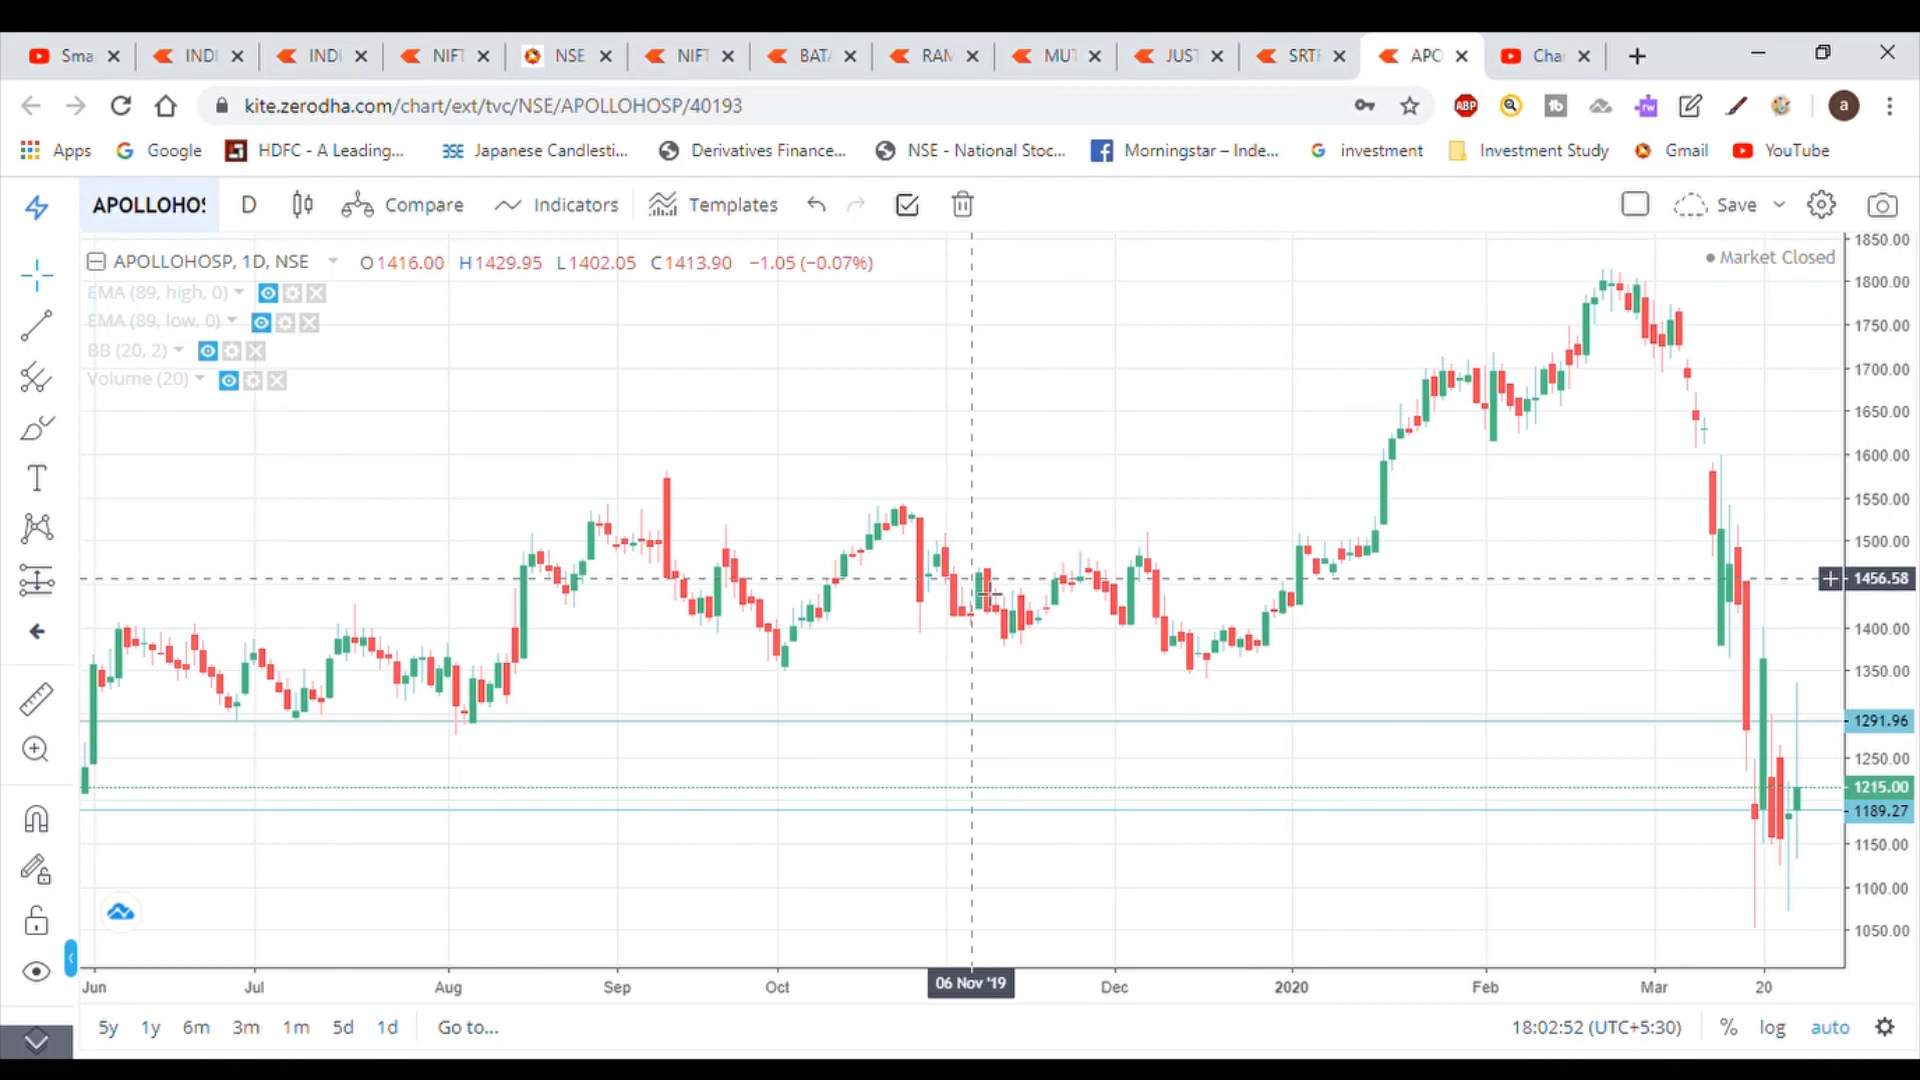 Sma INDI INDI NIFT NSE NIFT BAT RAM MUT JUST SRTF APO Cha
kite.zerodha.com/chart/ext/tvc/NSE/APOLLOHOSP/40193 ABP tb rw a
Apps Google HDFC - A Leading... 3SE Japanese Candlesti... Derivatives Finance... NSE - National Stoc... Morningstar – Inde... investment Investment Study Gmail YouTube
APOLLOHOS D Compare Indicators Templates Save
APOLLOHOSP, 1D, NSE O1416.00 H1429.95 L1402.05 C1413.90 −1.05 (−0.07%)
Market Closed
EMA (89, high, 0)
EMA (89, low, 0)
BB (20, 2)
Volume (20)
1850.00
1800.00
1750.00
1700.00
1650.00
1600.00
1550.00
1500.00
1456.58
1400.00
1350.00
1291.96
1250.00
1215.00
1189.27
1150.00
1100.00
1050.00
Jun Jul Aug Sep Oct 06 Nov '19 Dec 2020 Feb Mar 20
5y 1y 6m 3m 1m 5d 1d Go to... 18:02:52 (UTC+5:30) % log auto